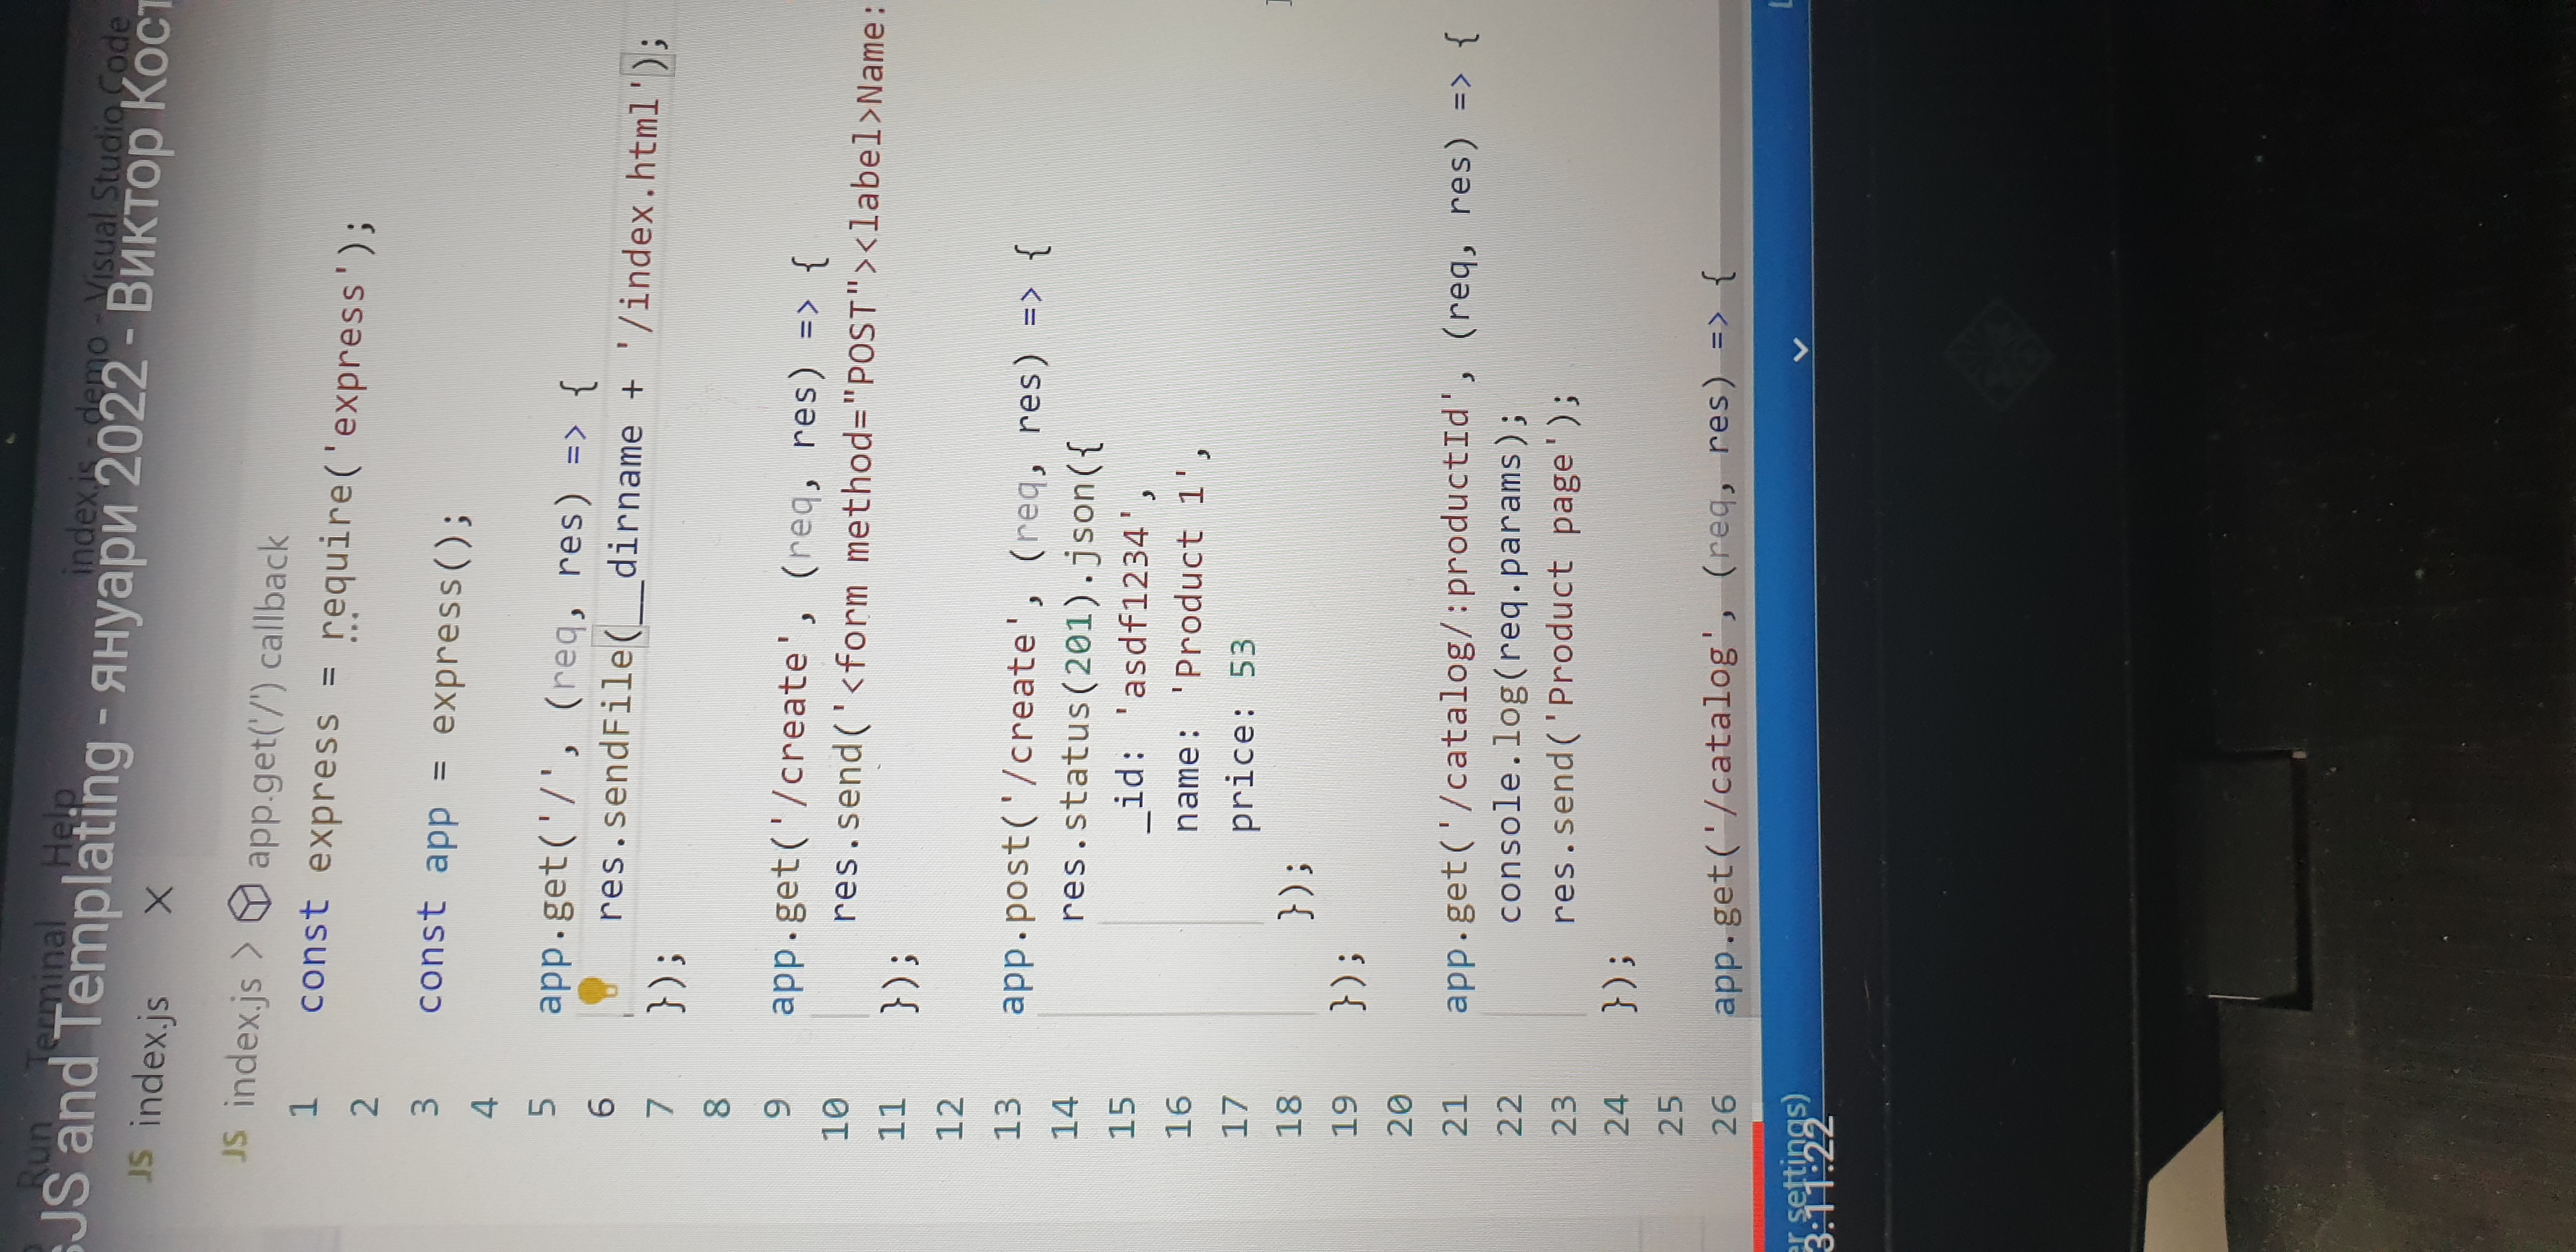 Run Terminal Help
index.js - demo - Visual Studio Code
sJS and Templating - януари 2022 - Виктор Кост
JS index.js
JS index.js > app.get('/') callback
1 const express = require('express');
2
3 const app = express();
4
5 app.get('/', (req, res) => {
6 res.sendFile(__dirname + '/index.html');
7 });
8
9 app.get('/create', (req, res) => {
10 res.send('<form method="POST"><label>Name:
11 });
12
13 app.post('/create', (req, res) => {
14 res.status(201).json({
15 _id: 'asdf1234',
16 name: 'Product 1',
17 price: 53
18 });
19 });
20
21 app.get('/catalog/:productId', (req, res) => {
22 console.log(req.params);
23 res.send('Product page');
24 });
25
26 app.get('/catalog', (req, res) => {
er settings)
3:11:22